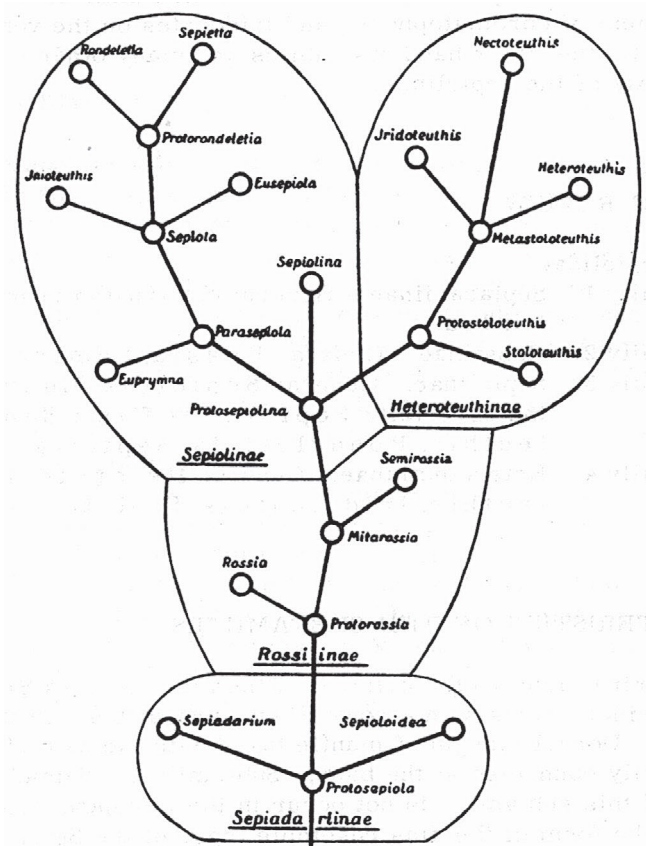 Nectoteuthis
Sepietta
Rondeletia
Protorondeletia
Jridoteuthis
Jnioteuthis
Eusepiola
Heteroteuthis
Sepiola
Metastoloteuthis
Sepiolina
Parasepiola
Protostoloteuthis
Stoloteuthis
Euprymna
Protosepiolina
Heteroteuthinae
Sepiolinae
Semirossia
Mitarossia
Rossia
Protorossia
Rossiinae
Sepiadarium
Sepioloidea
Protosepiola
Sepiadariinae